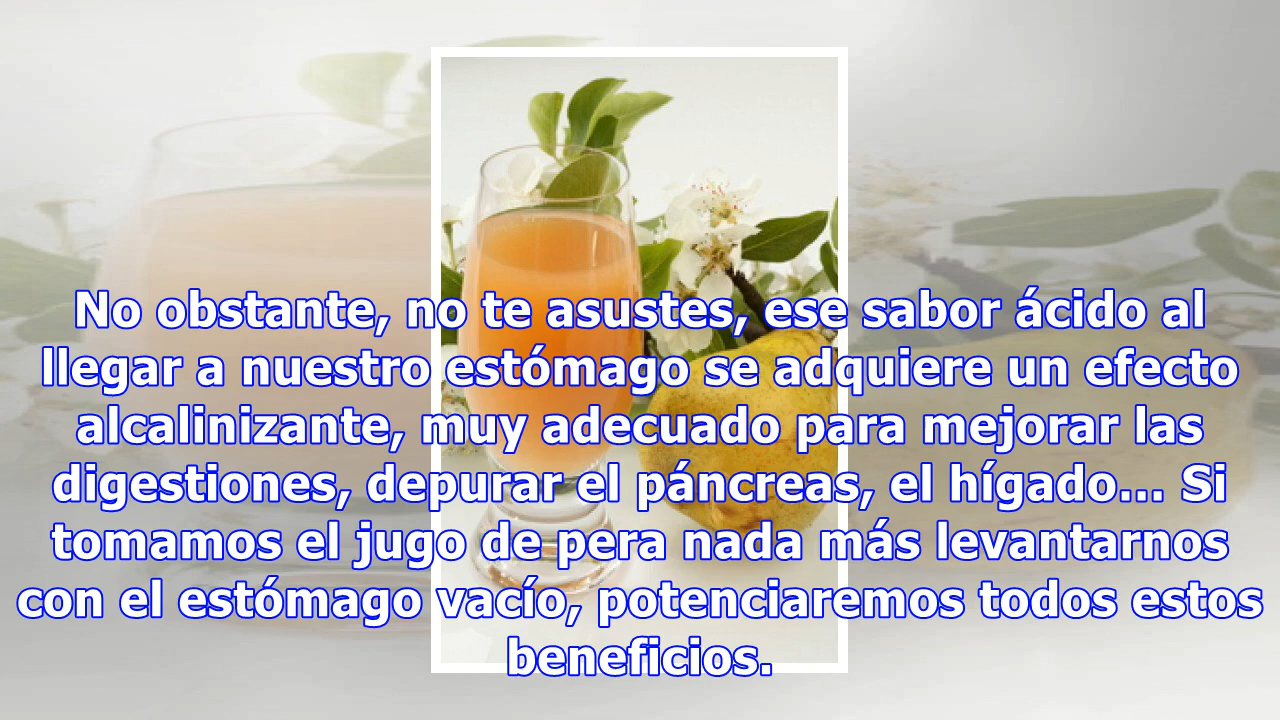 No obstante, no te asustes, ese sabor ácido al
llegar a nuestro estómago se adquiere un efecto
alcalinizante, muy adecuado para mejorar las
digestiones, depurar el páncreas, el hígado... Si
tomamos el jugo de pera nada más levantarnos
con el estómago vacío, potenciaremos todos estos
beneficios.